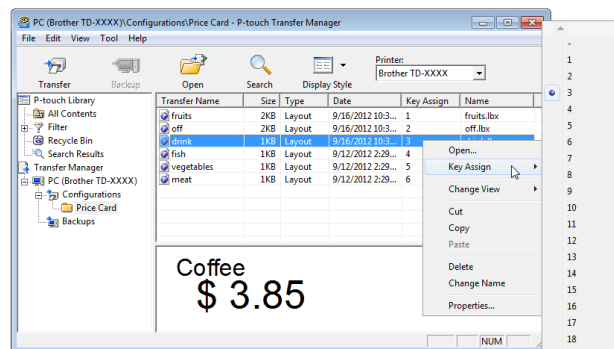 PC (Brother TD-XXXX)\Configurations\Price Card - P-touch Transfer Manager
File Edit View Tool Help
Transfer Backup Open Search Display Style Printer: Brother TD-XXXX
P-touch Library
All Contents
Filter
Recycle Bin
Search Results
Transfer Manager
PC (Brother TD-XXXX)
Configurations
Price Card
Backups
Transfer Name Size Type Date Key Assign Name
fruits 2KB Layout 9/16/2012 10:3... 1 fruits.lbx
off 2KB Layout 9/16/2012 10:3... 2 off.lbx
drink 1KB Layout 9/16/2012 10:3... 3
fish 1KB Layout 9/12/2012 2:29... 4
vegetables 1KB Layout 9/12/2012 2:29... 5
meat 1KB Layout 9/12/2012 2:29... 6
Open...
Key Assign
Change View
Cut
Copy
Paste
Delete
Change Name
Properties...
-
1
2
3
4
5
6
7
8
9
10
11
12
13
14
15
16
17
18
Coffee
$ 3.85
NUM